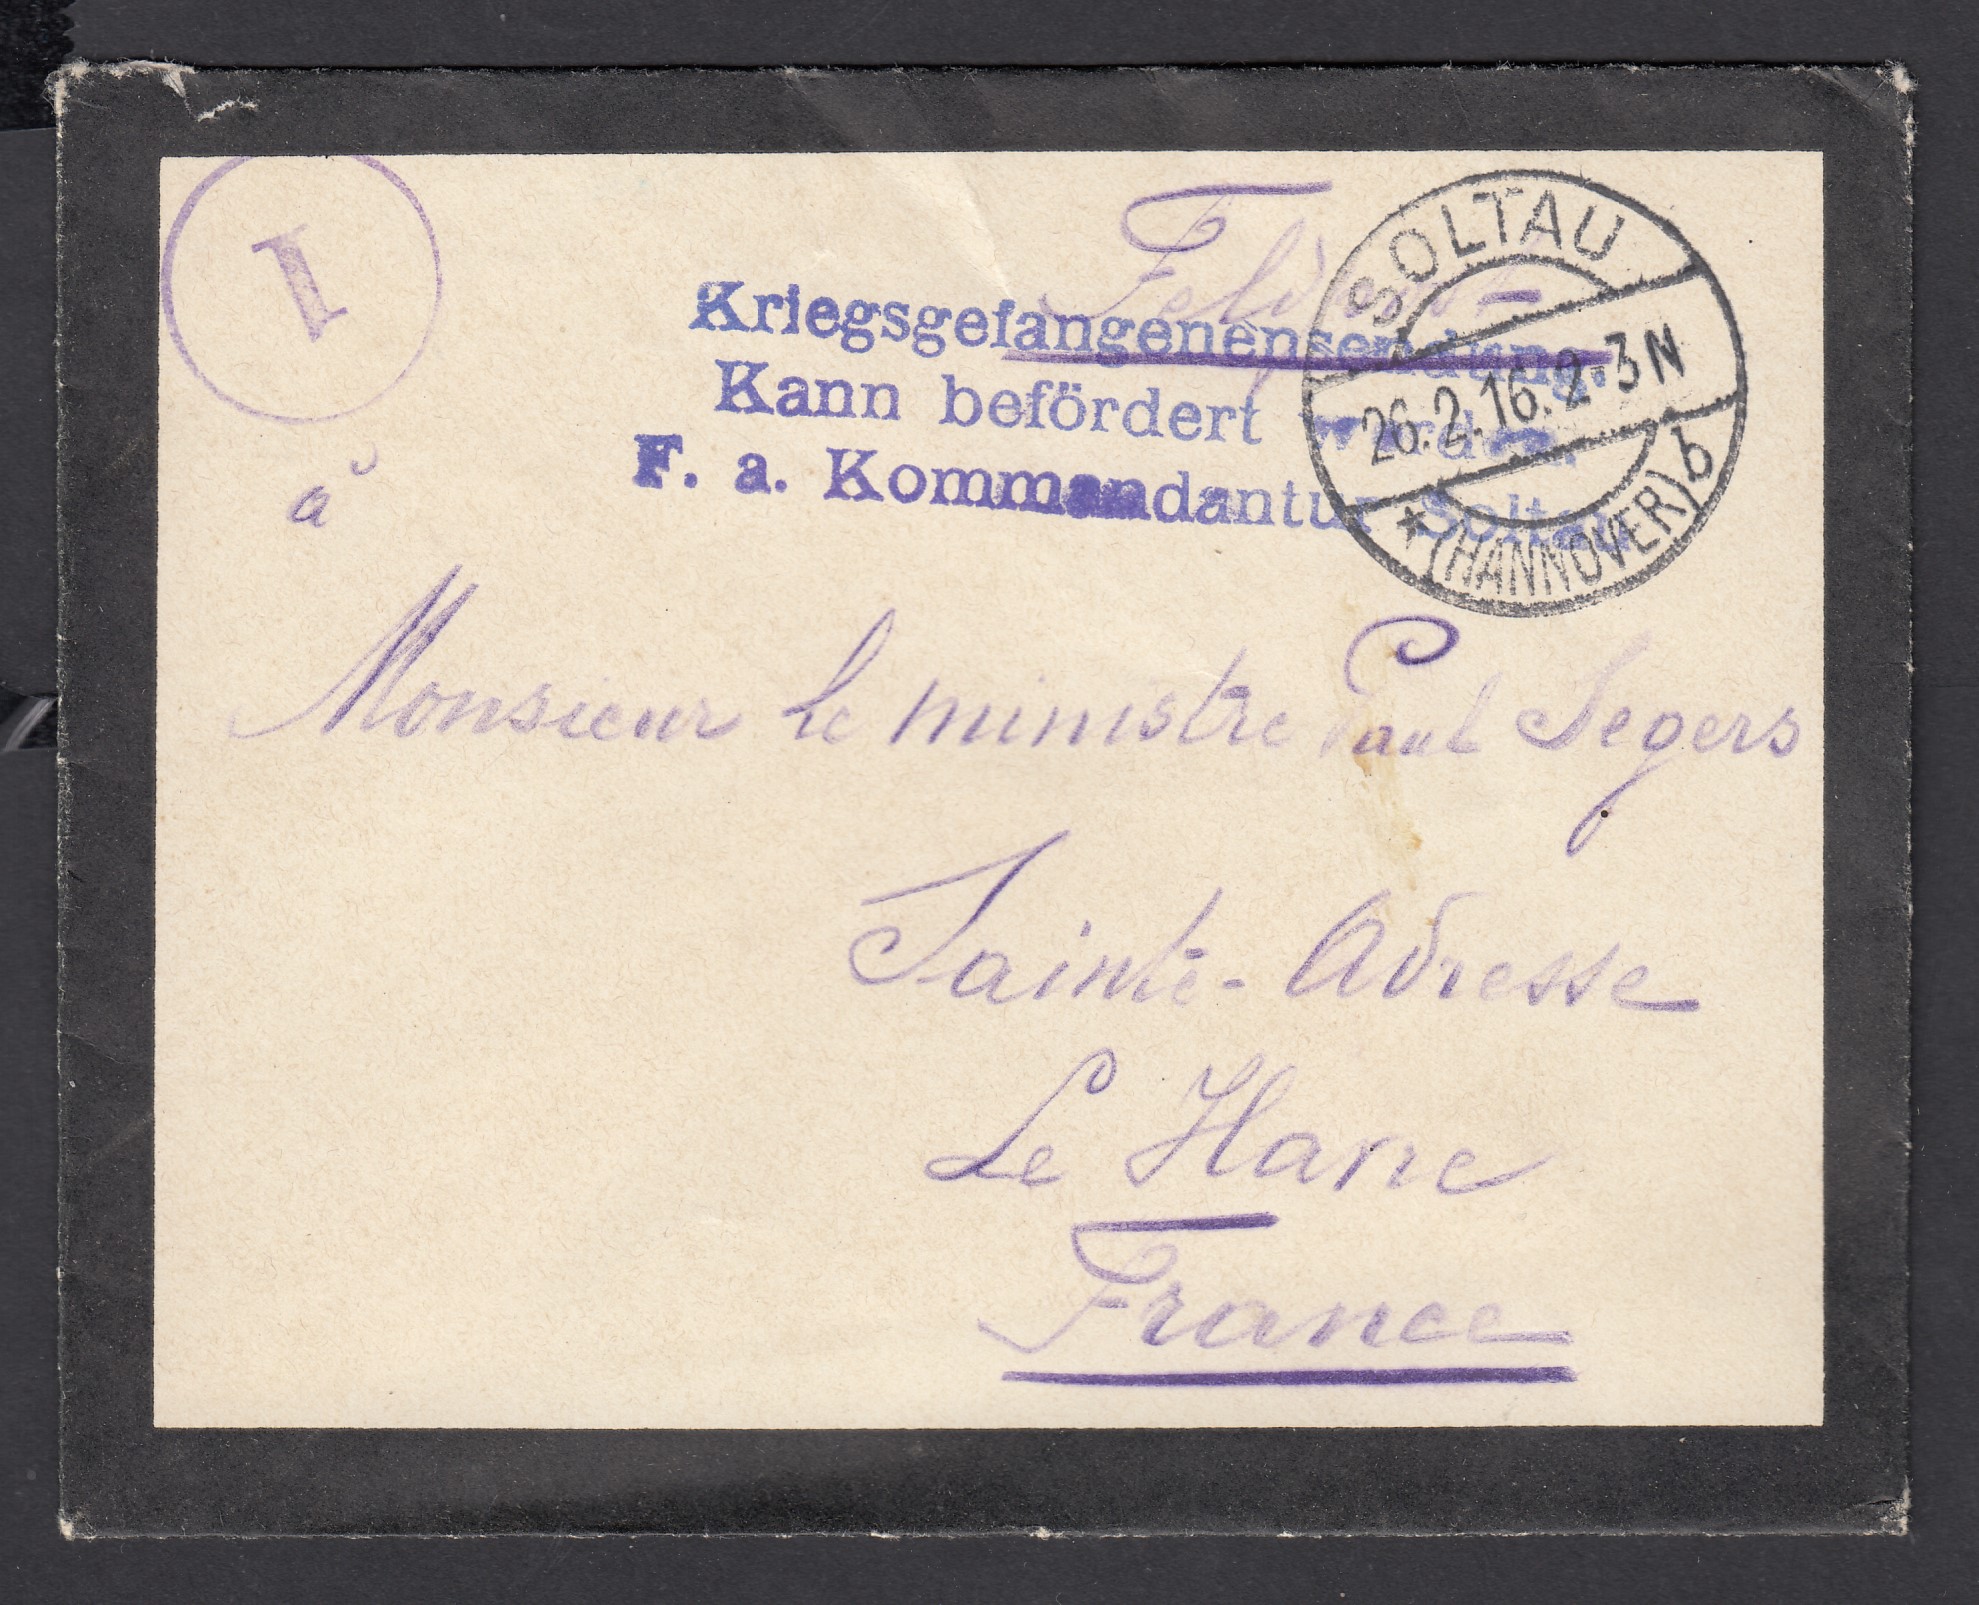 1
Feldpost
SOLTAU
26.2.16.2-3N
* (HANNOVER) b
Kriegsgefangenensendung.
Kann befördert werden.
F. a. Kommandantur Soltau.
à
Monsieur le ministre Paul Segers
Sainte-Adresse
Le Havre
France